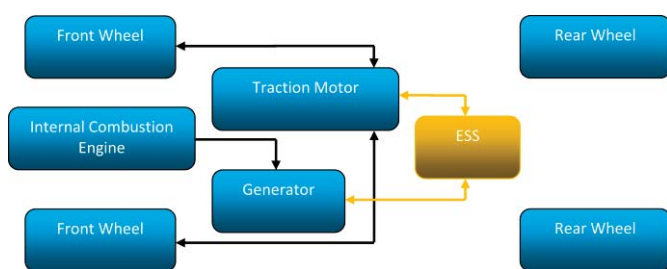 Front Wheel
Rear Wheel
Traction Motor
Internal Combustion
Engine
ESS
Generator
Front Wheel
Rear Wheel